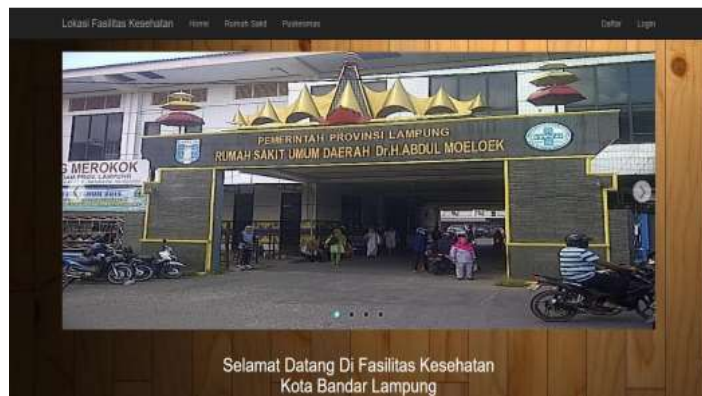 Lokasi Fasilitas Kesehatan Home Rumah Sakit Puskesmas Daftar Login
PEMERINTAH PROVINSI LAMPUNG
RUMAH SAKIT UMUM DAERAH Dr.H.ABDUL MOELOEK
MEROKOK
Selamat Datang Di Fasilitas Kesehatan
Kota Bandar Lampung